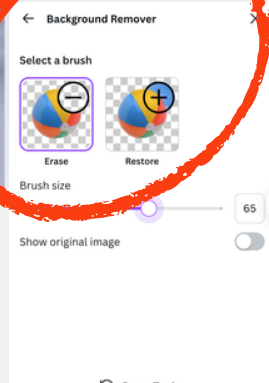 Background Remover
Select a brush
Erase
Restore
Brush size
65
Show original image